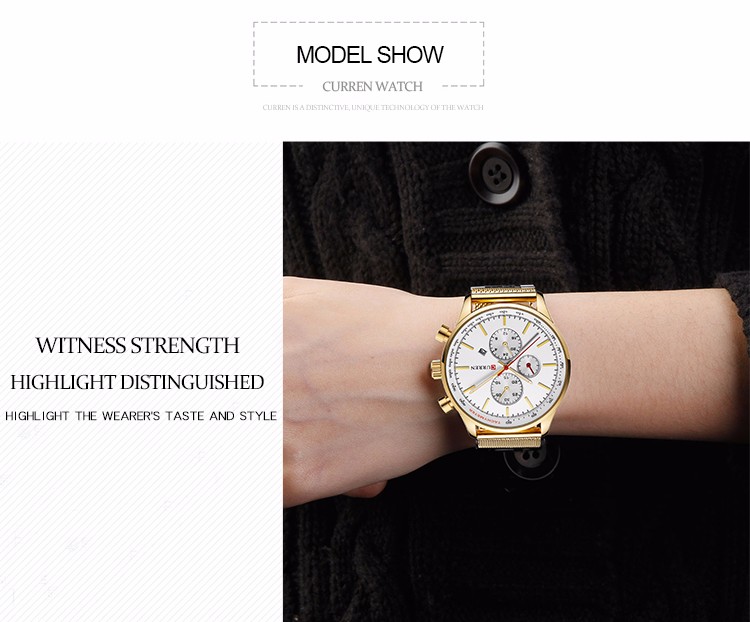 MODEL SHOW
CURREN WATCH
CURREN IS A DISTINCTIVE, UNIQUE TECHNOLOGY OF THE WATCH
WITNESS STRENGTH
HIGHLIGHT DISTINGUISHED
HIGHLIGHT THE WEARER'S TASTE AND STYLE
CURREN